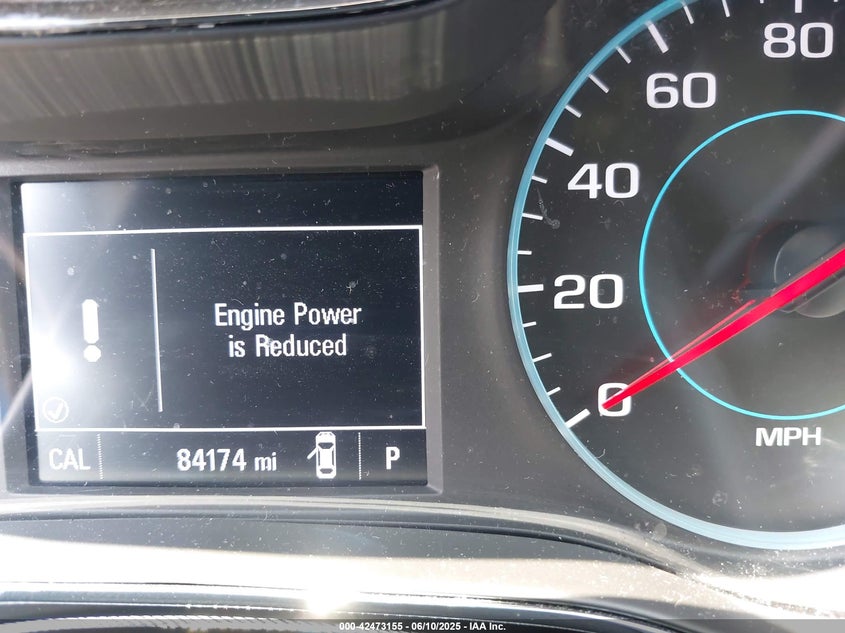 80
60
40
20
0
MPH
Engine Power
is Reduced
CAL 84174 mi P
000-42473155 - 06/10/2025 - IAA Inc.